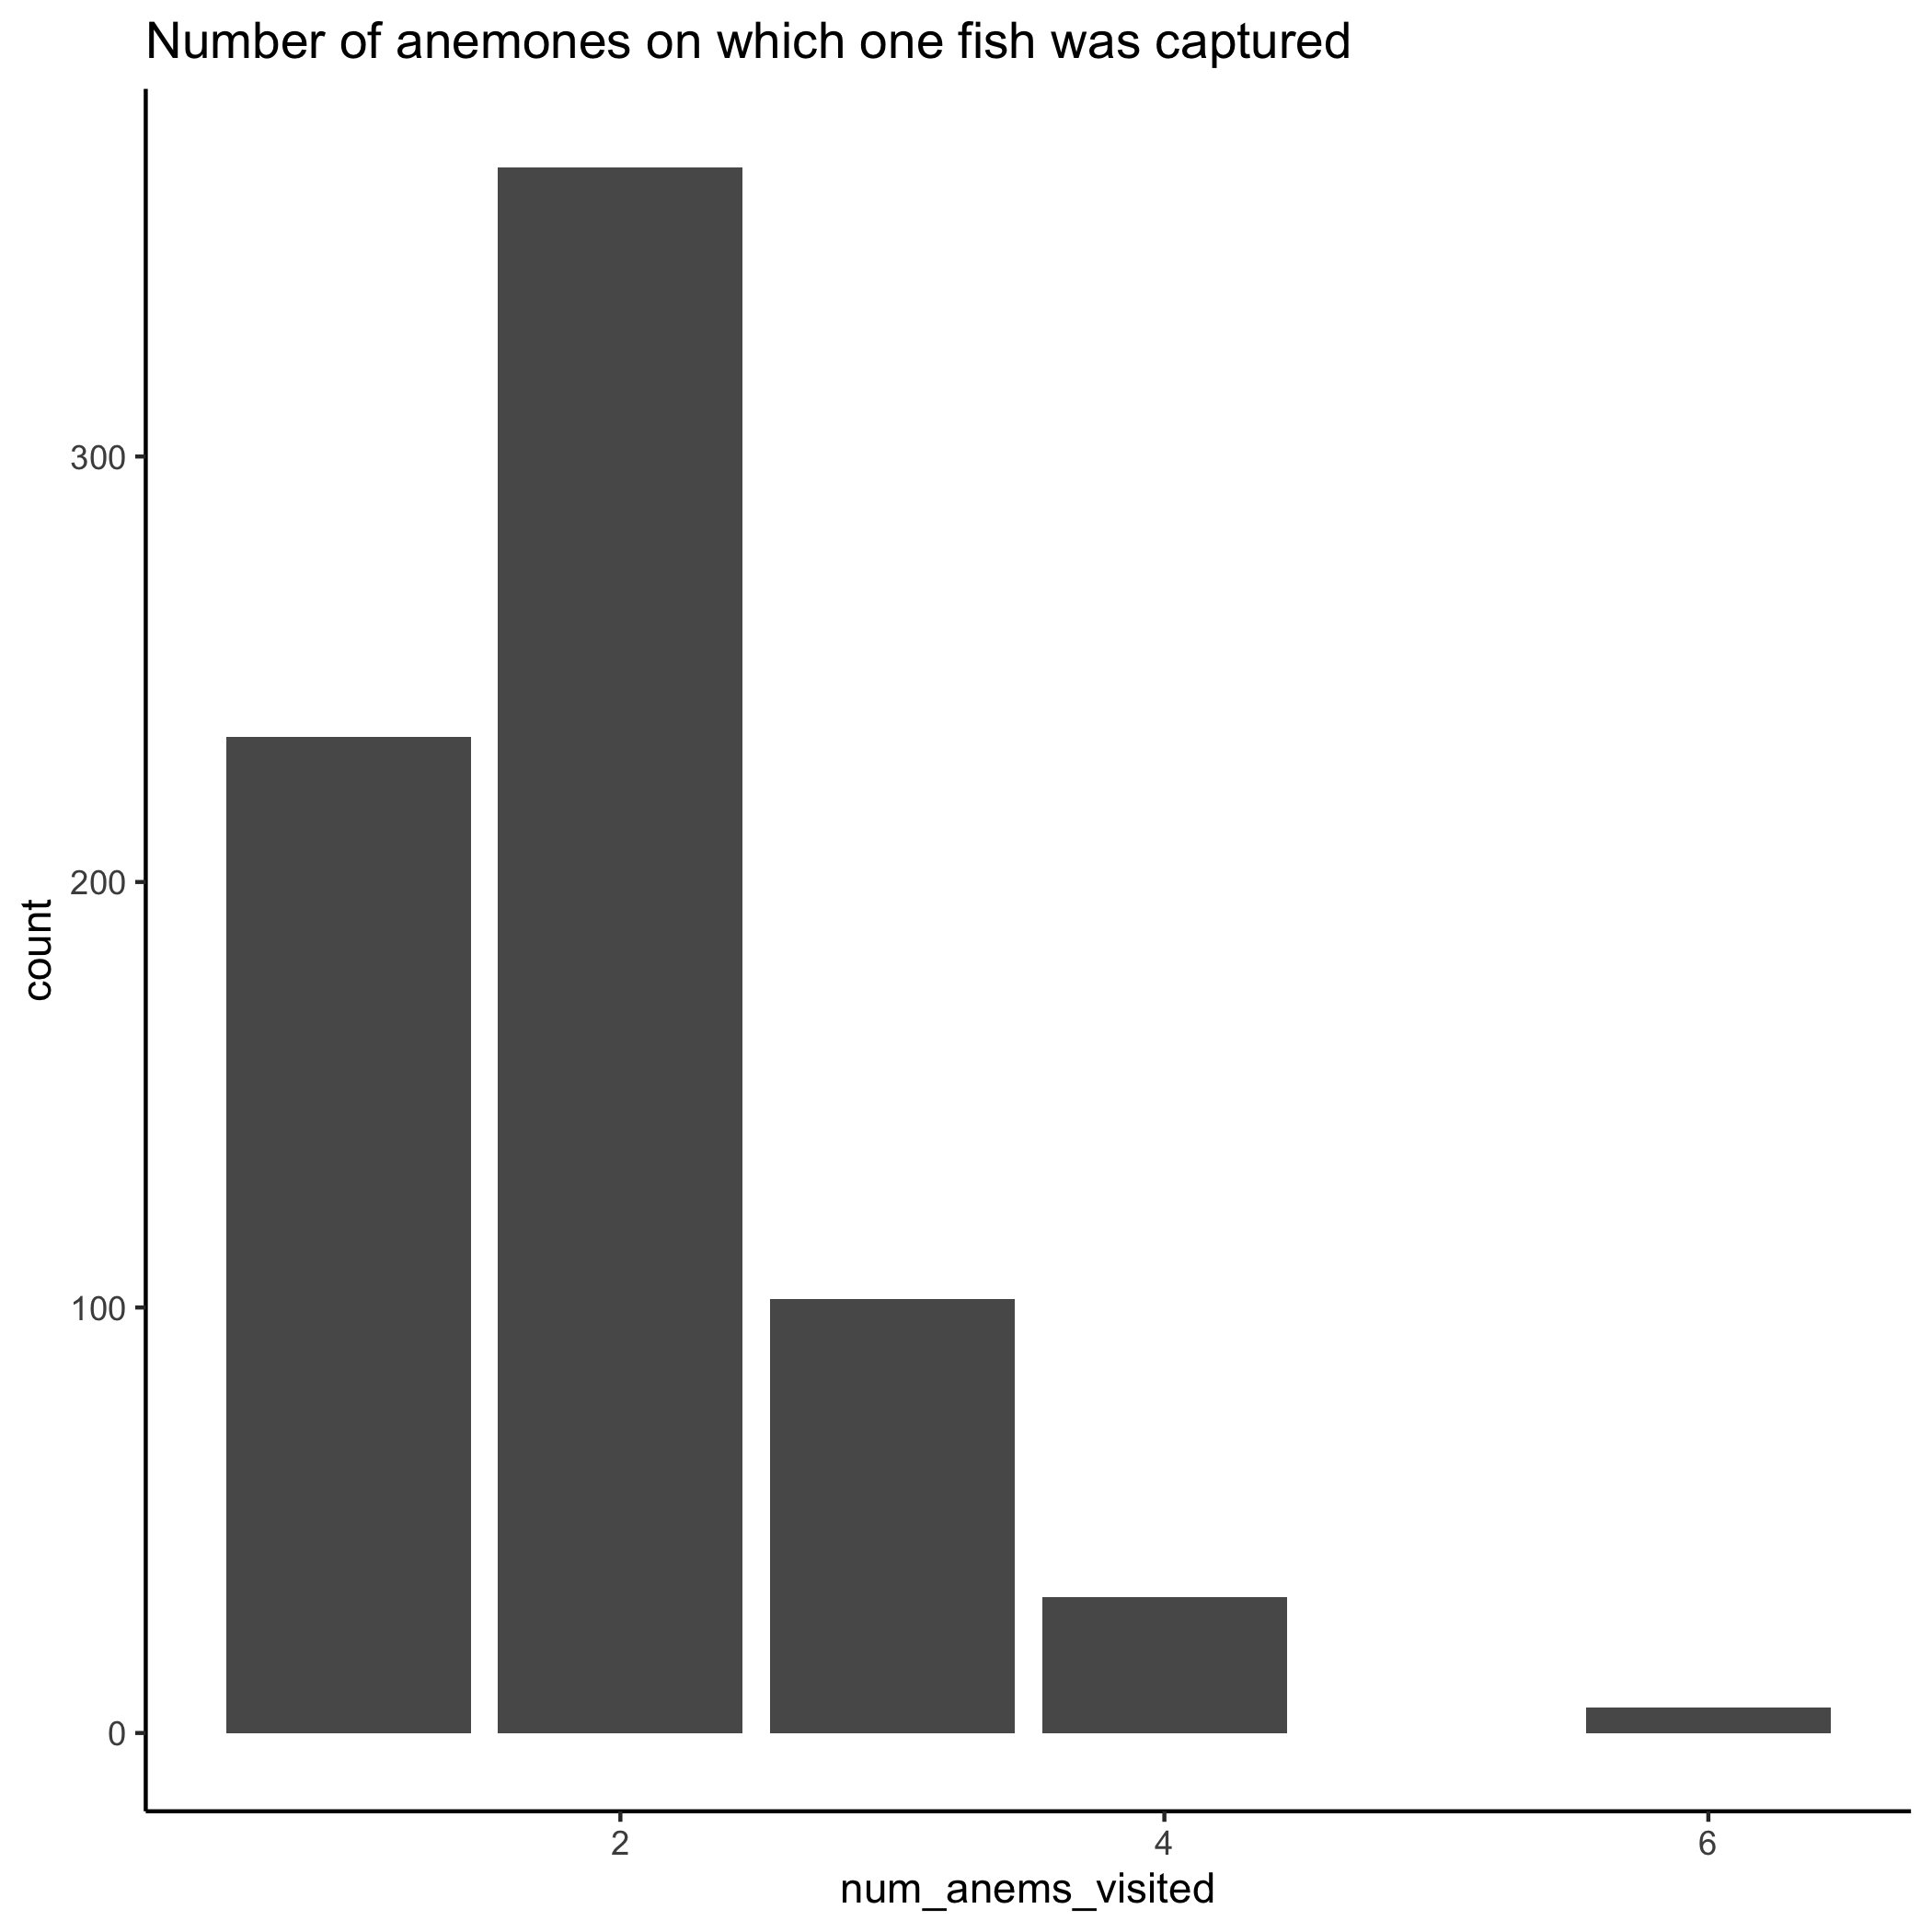 Number of anemones on which one fish was captured
count
300
200
100
0
2 4 6
num_anems_visited